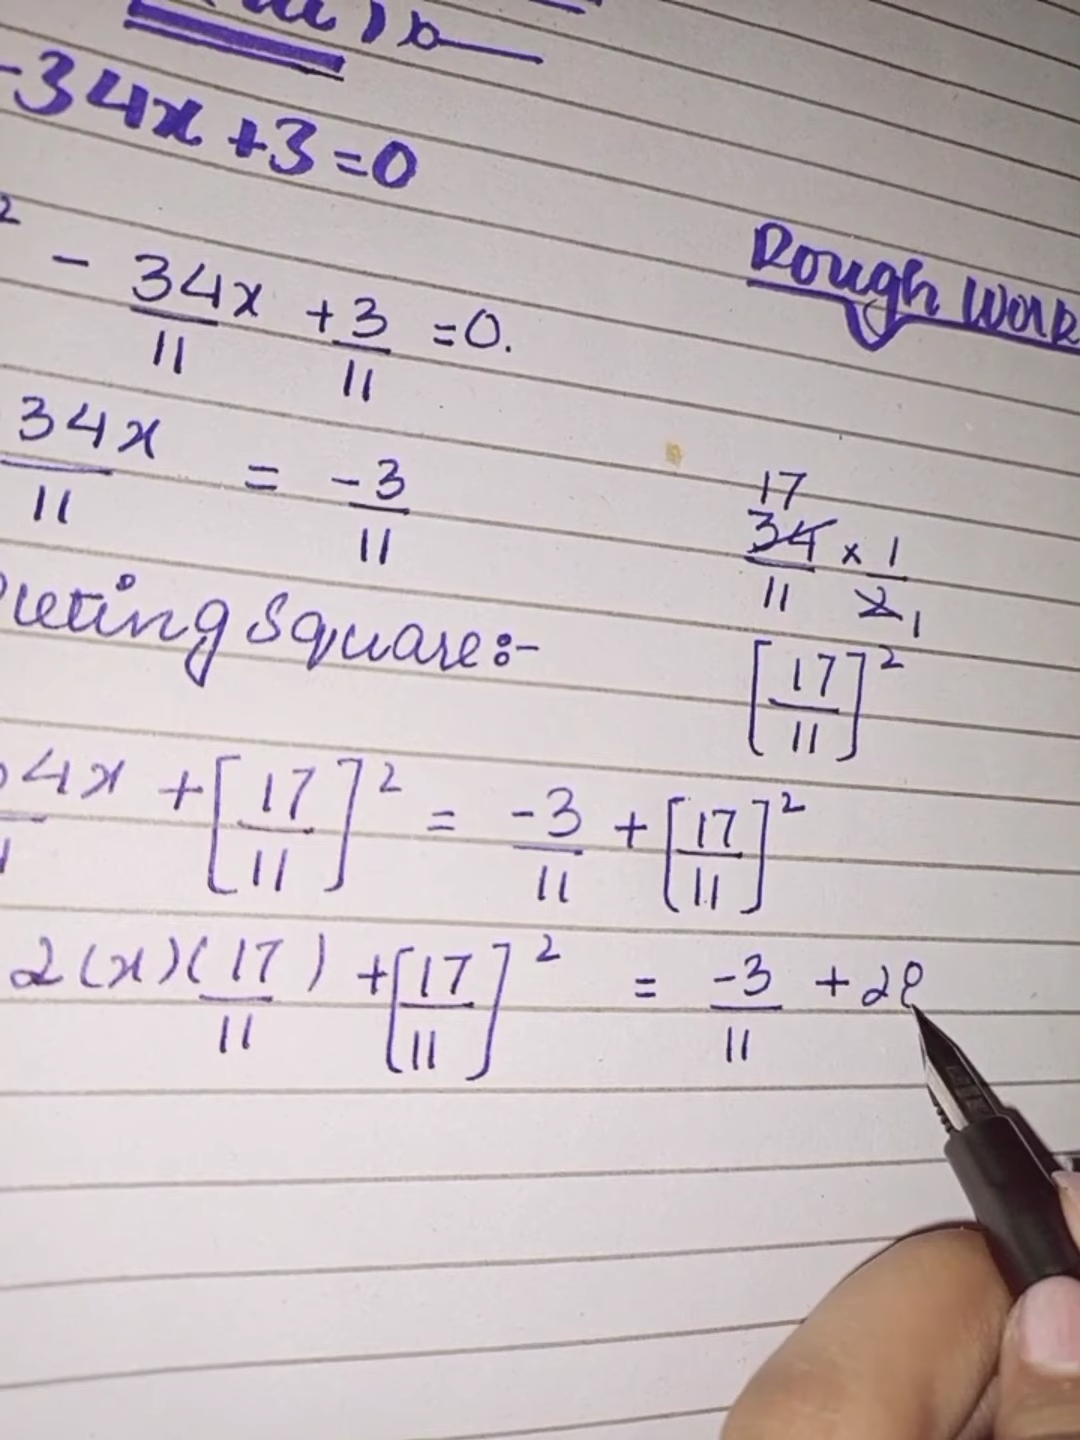 -34x+3=0
2 - 34x/11 + 3/11 =0.
Rough Work
34x/11 = -3/11
17
34/11 × 1/2 1
Square:-
[17/11]²
4x + [17/11]² = -3/11 + [17/11]²
2(x)(17/11) + [17/11]² = -3/11 + 28